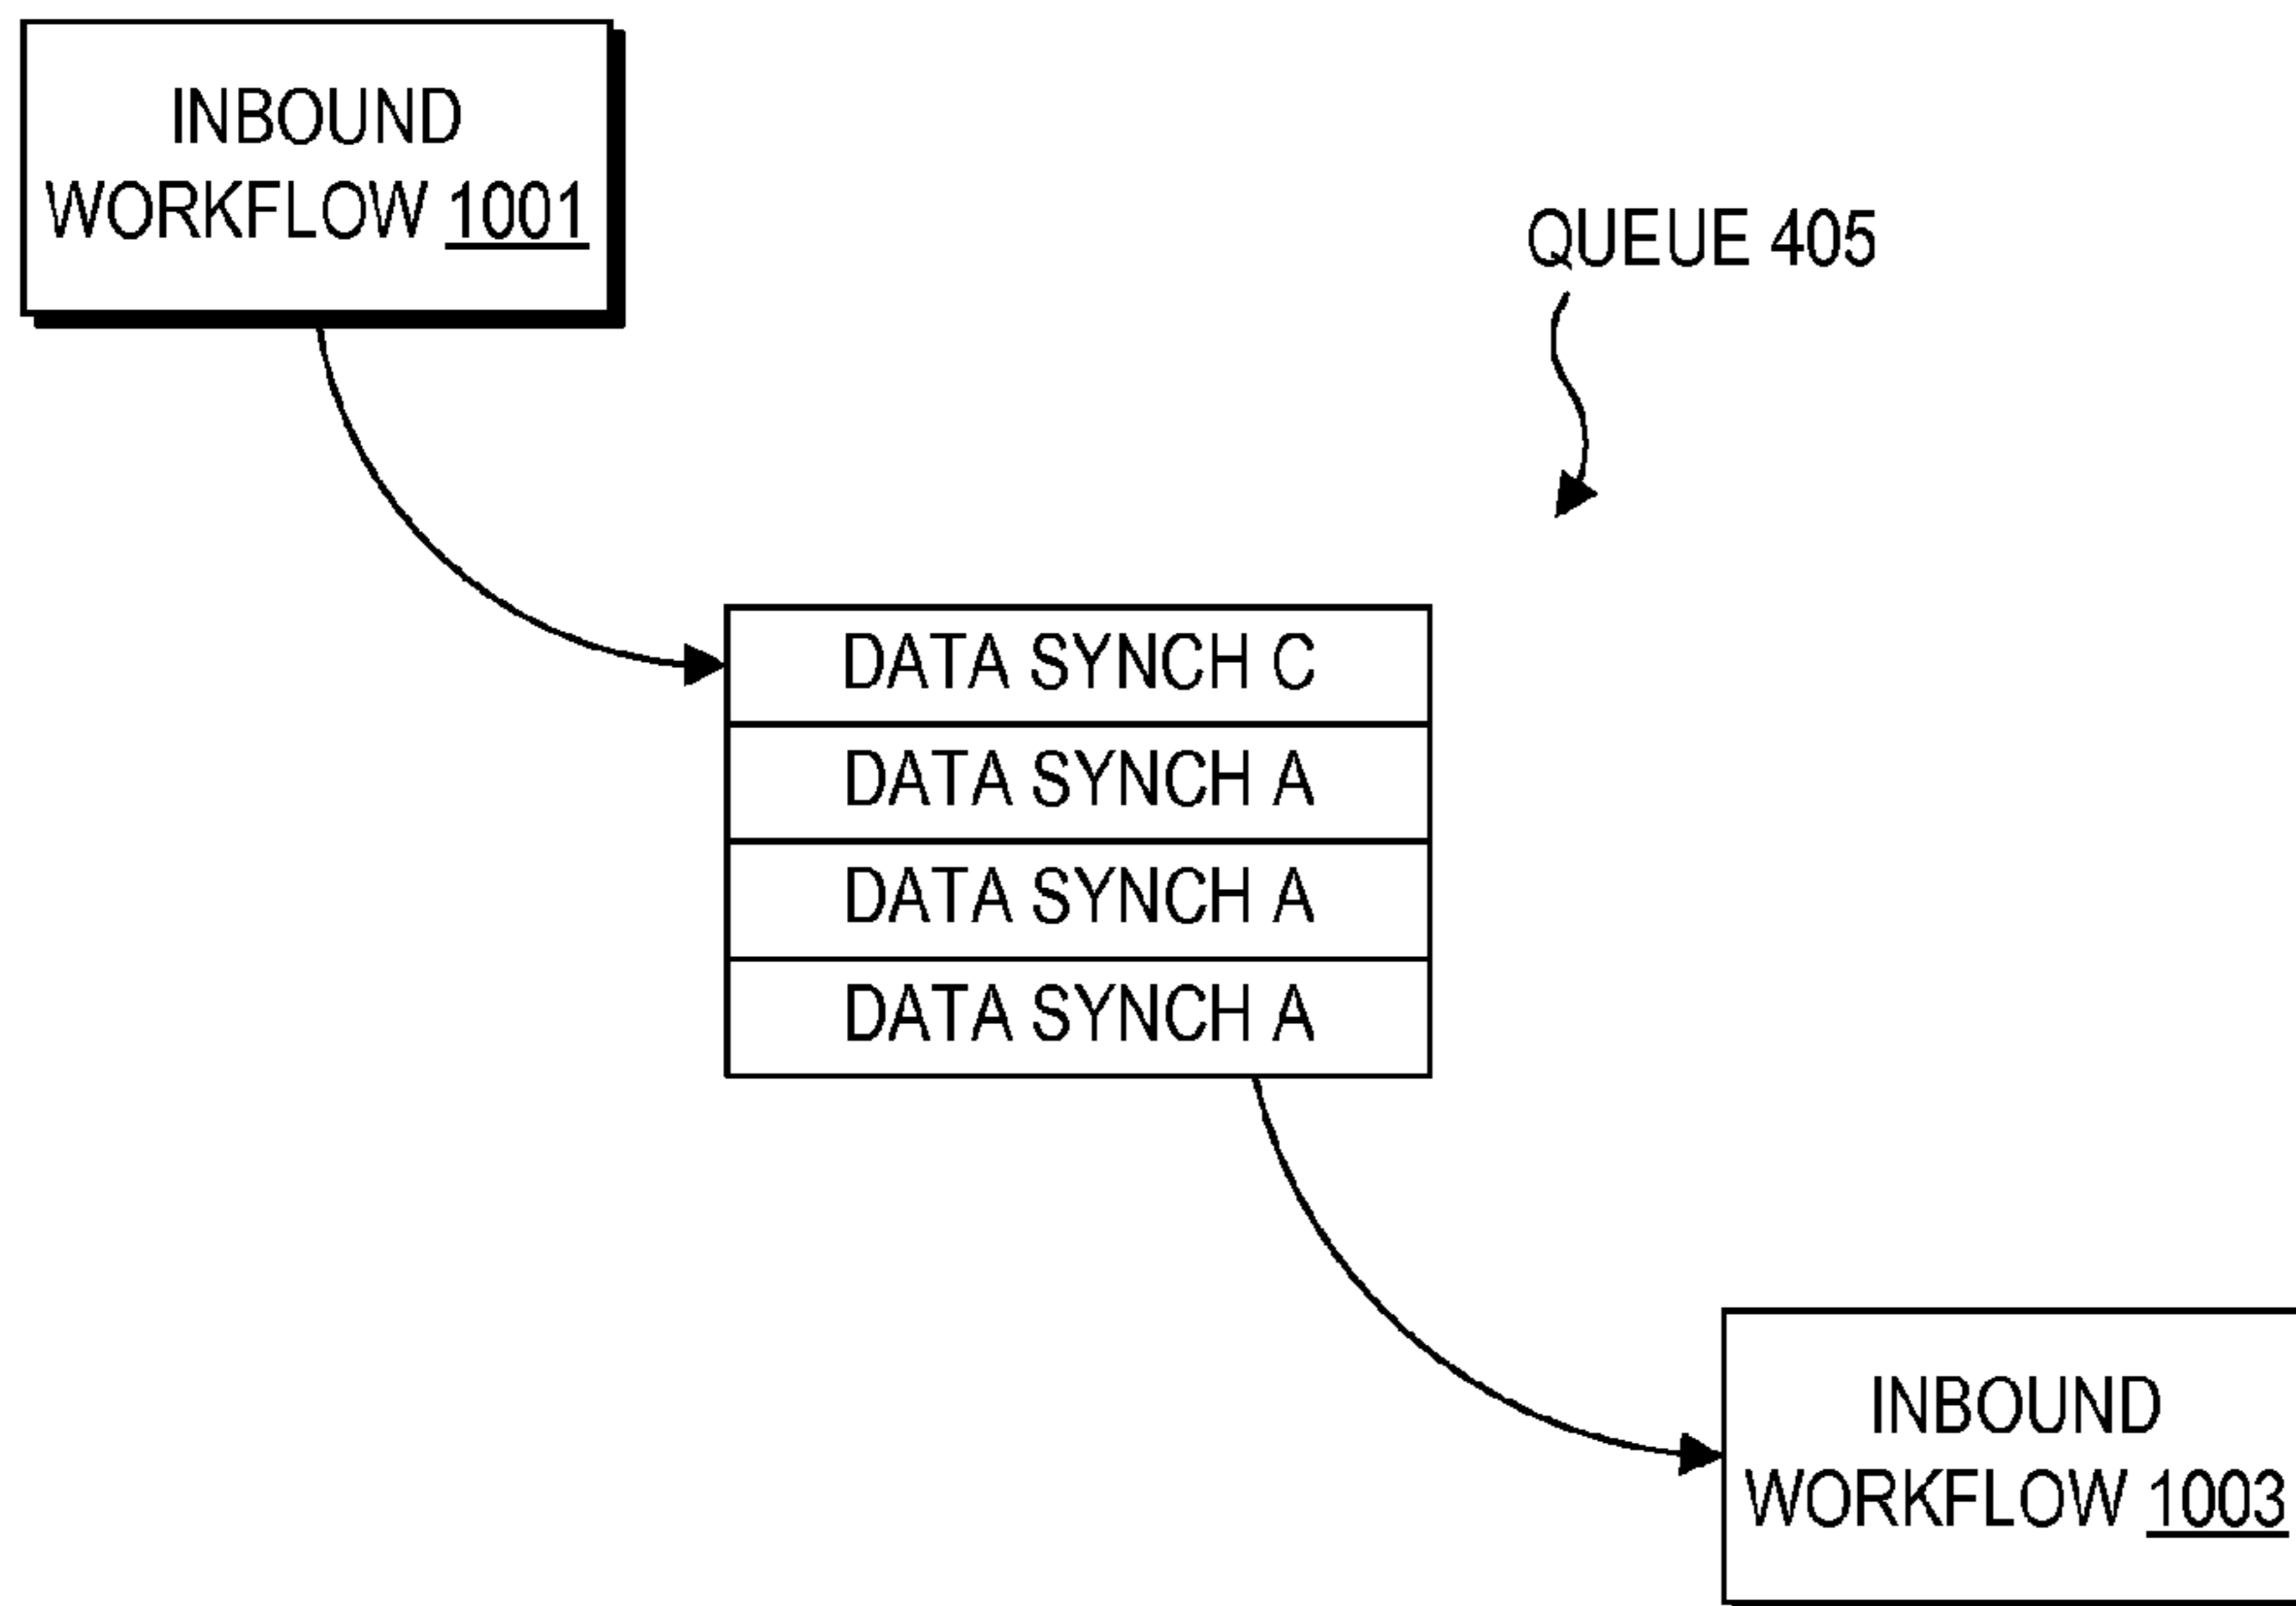 INBOUND
WORKFLOW 1001
QUEUE 405
DATA SYNCH C
DATA SYNCH A
DATA SYNCH A
DATA SYNCH A
INBOUND
WORKFLOW 1003